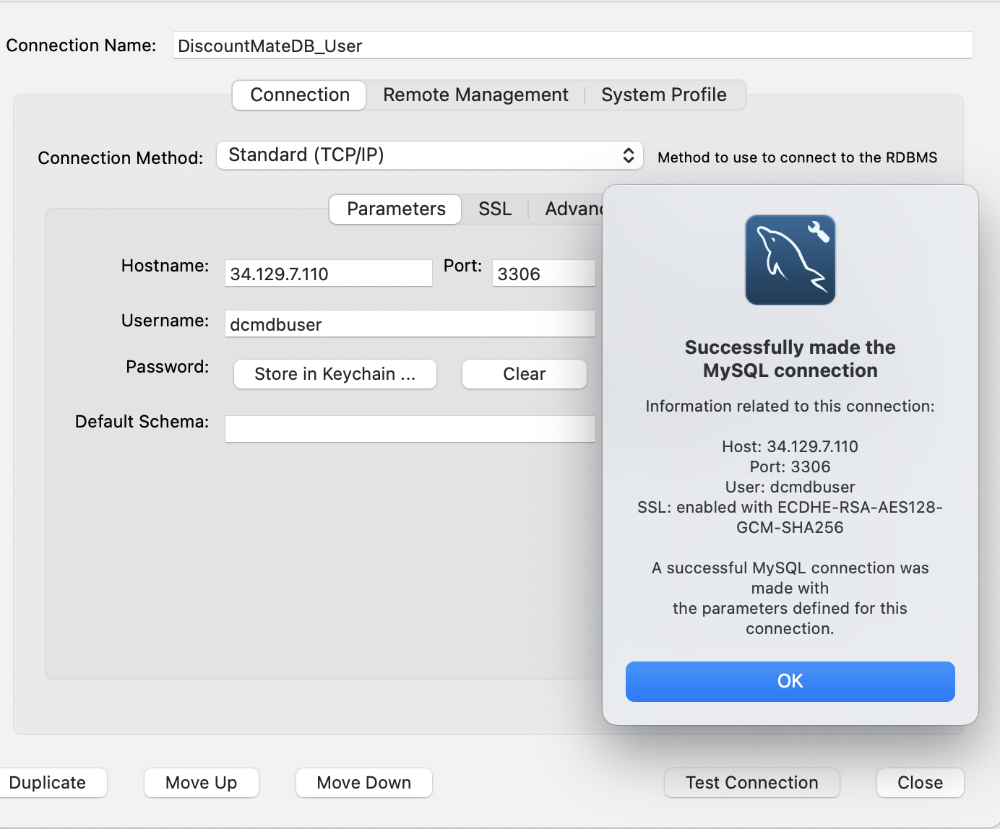 Connection Name: DiscountMateDB_User
Connection Remote Management System Profile
Connection Method: Standard (TCP/IP) Method to use to connect to the RDBMS
Parameters SSL Advanc
Hostname: 34.129.7.110 Port: 3306
Username: dcmdbuser
Password: Store in Keychain ... Clear
Default Schema:
Successfully made the
MySQL connection
Information related to this connection:
Host: 34.129.7.110
Port: 3306
User: dcmdbuser
SSL: enabled with ECDHE-RSA-AES128-
GCM-SHA256
A successful MySQL connection was
made with
the parameters defined for this
connection.
OK
Duplicate Move Up Move Down Test Connection Close